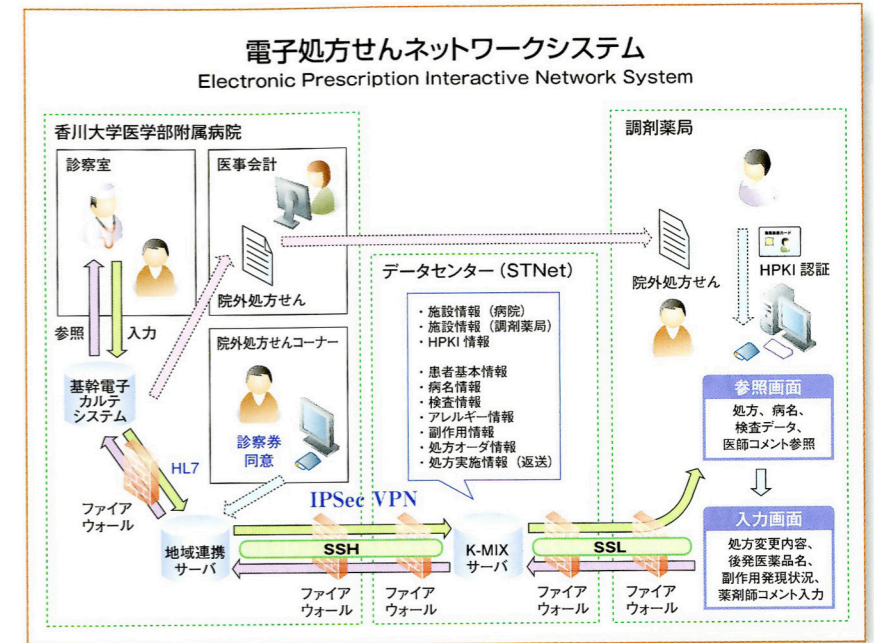 電子処方せんネットワークシステム
Electronic Prescription Interactive Network System
香川大学医学部附属病院
診察室
医事会計
院外処方せん
参照
入力
基幹電子
カルテ
システム
院外処方せんコーナー
診察券
同意
HL7
ファイア
ウォール
地域連携
サーバ
IPSec VPN
SSH
ファイア
ウォール
データセンター（STNet）
・施設情報（病院）
・施設情報（調剤薬局）
・HPKI 情報
・患者基本情報
・病名情報
・検査情報
・アレルギー情報
・副作用情報
・処方オーダ情報
・処方実施情報（返送）
ファイア
ウォール
K-MIX
サーバ
SSL
ファイア
ウォール
調剤薬局
院外処方せん
HPKI 認証
参照画面
処方、病名、
検査データ、
医師コメント参照
入力画面
処方変更内容、
後発医薬品名、
副作用発現状況、
薬剤師コメント入力
ファイア
ウォール